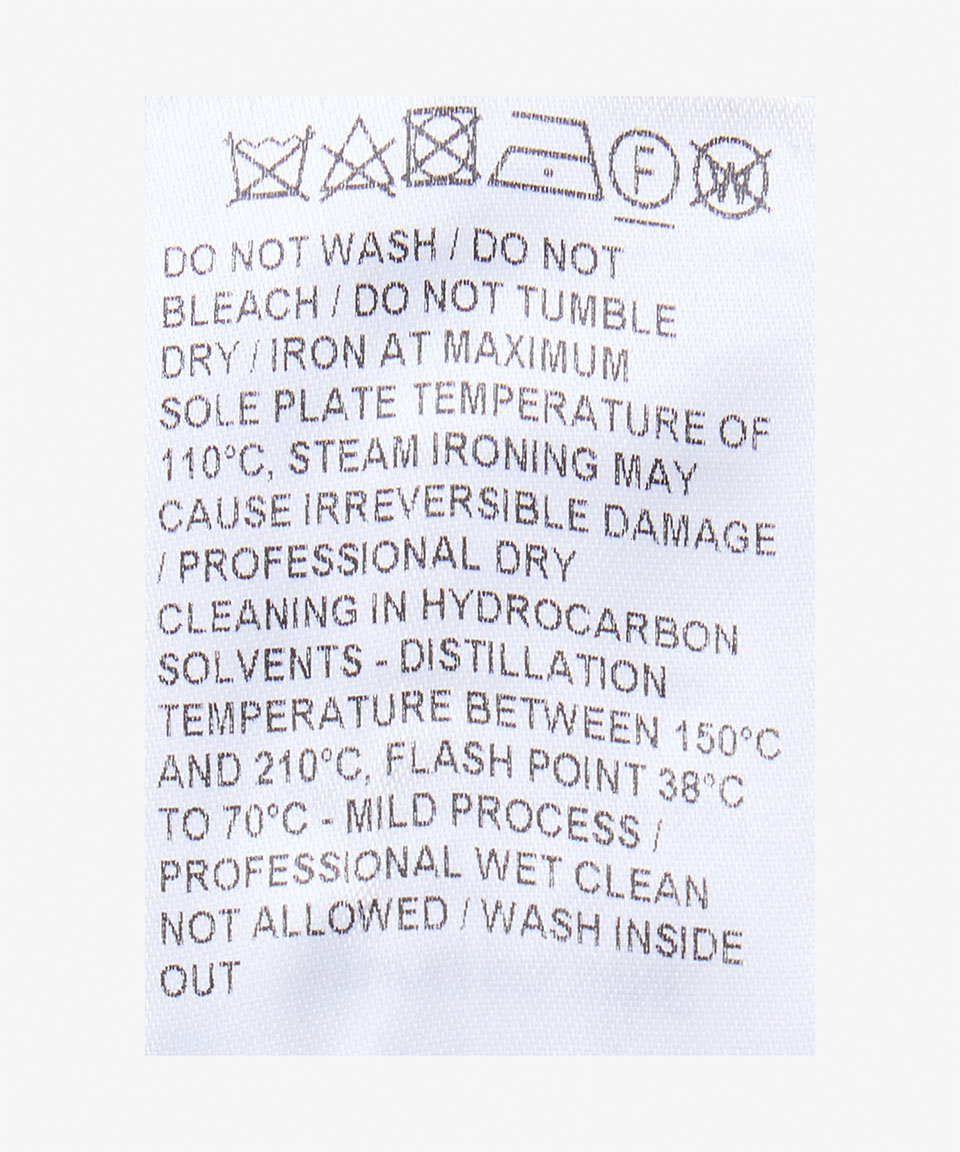 F W
DO NOT WASH / DO NOT
BLEACH / DO NOT TUMBLE
DRY / IRON AT MAXIMUM
SOLE PLATE TEMPERATURE OF
110°C, STEAM IRONING MAY
CAUSE IRREVERSIBLE DAMAGE
/ PROFESSIONAL DRY
CLEANING IN HYDROCARBON
SOLVENTS - DISTILLATION
TEMPERATURE BETWEEN 150°C
AND 210°C, FLASH POINT 38°C
TO 70°C - MILD PROCESS /
PROFESSIONAL WET CLEAN
NOT ALLOWED / WASH INSIDE
OUT